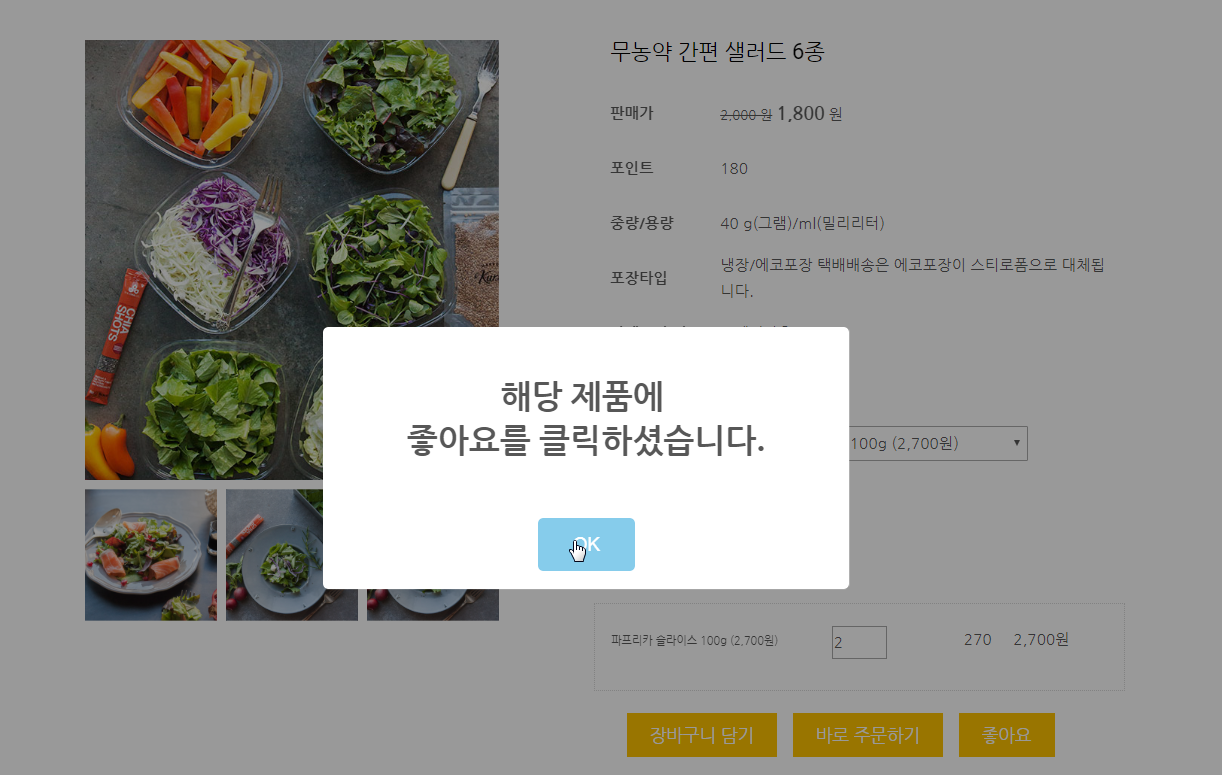 무농약 간편 샐러드 6종
판매가 2,000 원 1,800 원
포인트 180
중량/용량 40 g(그램)/ml(밀리리터)
포장타입 냉장/에코포장 택배배송은 에코포장이 스티로폼으로 대체됩
니다.
CHIA
SHOTS
해당 제품에
좋아요를 클릭하셨습니다.
100g (2,700원)
OK
파프리카 슬라이스 100g (2,700원) 2 270 2,700원
장바구니 담기 바로 주문하기 좋아요